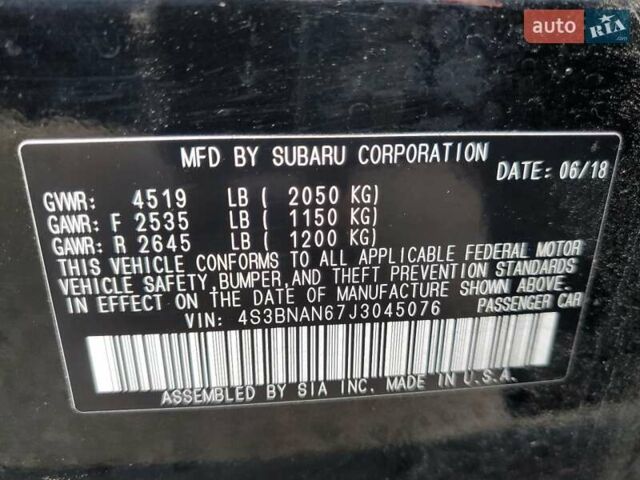 auto RIA
.com
MFD BY SUBARU CORPORATION
DATE: 06/18
GVWR: 4519 LB ( 2050 KG)
GAWR: F 2535 LB ( 1150 KG)
GAWR: R 2645 LB ( 1200 KG)
THIS VEHICLE CONFORMS TO ALL APPLICABLE FEDERAL MOTOR
VEHICLE SAFETY, BUMPER, AND THEFT PREVENTION STANDARDS
IN EFFECT ON THE DATE OF MANUFACTURE SHOWN ABOVE.
VIN: 4S3BNAN67J3045076 PASSENGER CAR
ASSEMBLED BY SIA INC. MADE IN U.S.A.